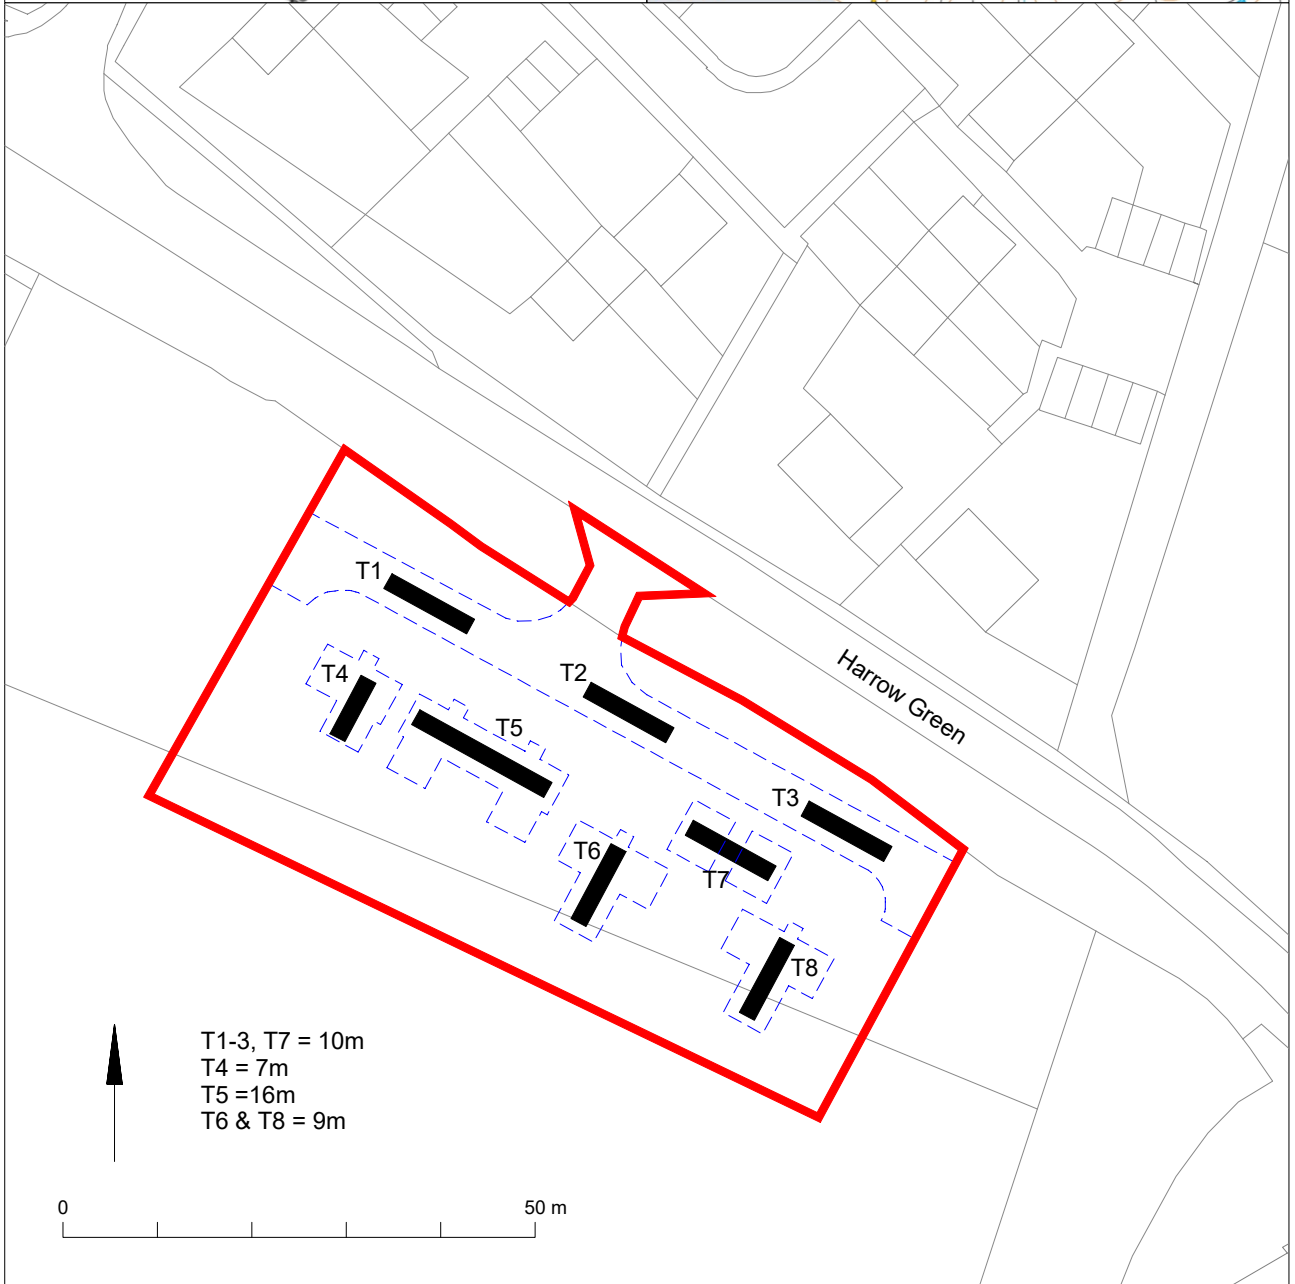 T1
T2
T3
T4
T5
T6
T7
T8
Harrow Green
T1-3, T7 = 10m
T4 = 7m
T5 =16m
T6 & T8 = 9m
0
50 m